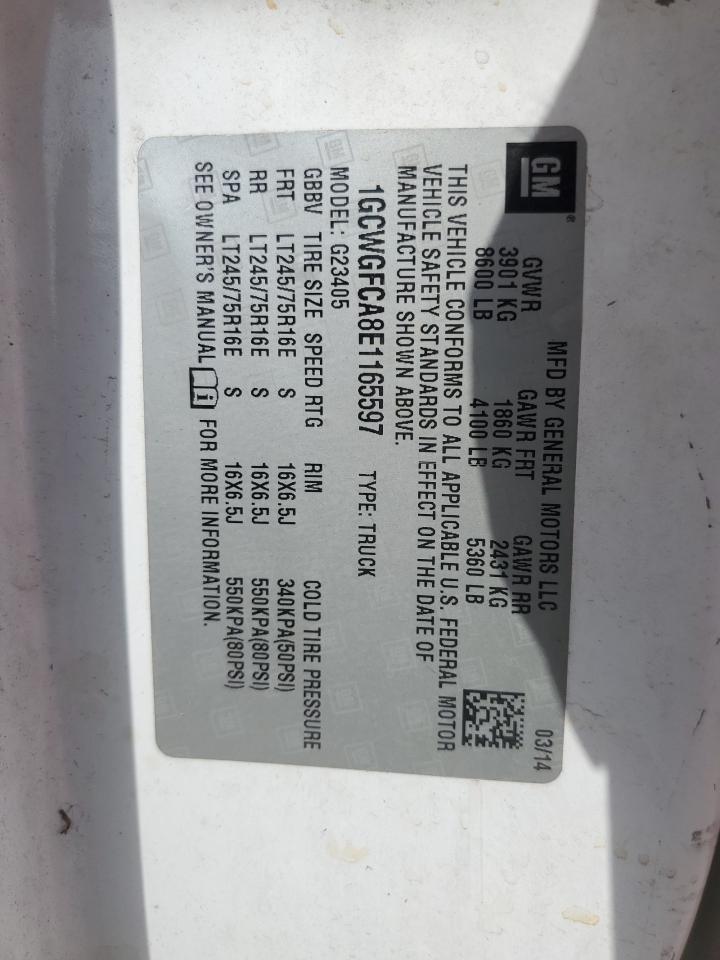 GM®
MFD BY GENERAL MOTORS LLC 03/14
GVWR GAWR FRT GAWR RR
3901 KG 1860 KG 2431 KG
8600 LB 4100 LB 5360 LB
THIS VEHICLE CONFORMS TO ALL APPLICABLE U.S. FEDERAL MOTOR
VEHICLE SAFETY STANDARDS IN EFFECT ON THE DATE OF
MANUFACTURE SHOWN ABOVE.
1GCWGFCA8E1165597 TYPE: TRUCK
MODEL: G23405
GBBV TIRE SIZE SPEED RTG RIM COLD TIRE PRESSURE
FRT LT245/75R16E S 16X6.5J 340KPA(50PSI)
RR LT245/75R16E S 16X6.5J 550KPA(80PSI)
SPA LT245/75R16E S 16X6.5J 550KPA(80PSI)
SEE OWNER'S MANUAL i FOR MORE INFORMATION.